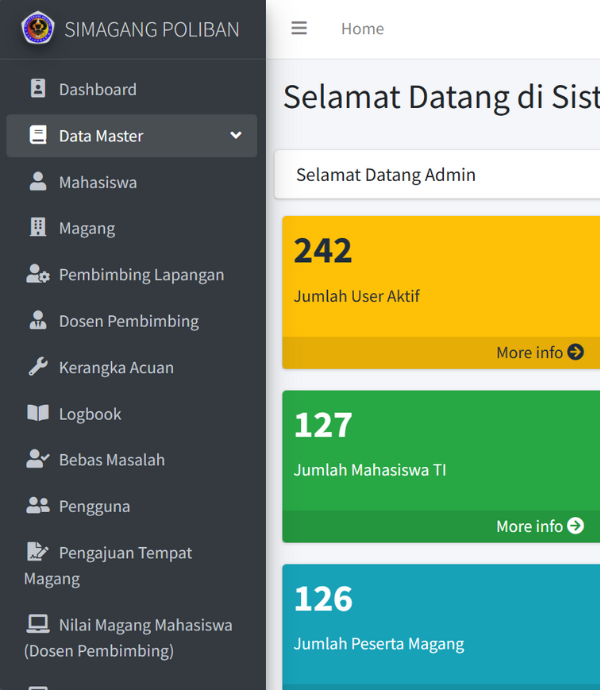 SIMAGANG POLIBAN
Dashboard
Data Master
Mahasiswa
Magang
Pembimbing Lapangan
Dosen Pembimbing
Kerangka Acuan
Logbook
Bebas Masalah
Pengguna
Pengajuan Tempat
Magang
Nilai Magang Mahasiswa
(Dosen Pembimbing)
Home
Selamat Datang di Sist
Selamat Datang Admin
242
Jumlah User Aktif
More info
127
Jumlah Mahasiswa TI
More info
126
Jumlah Peserta Magang